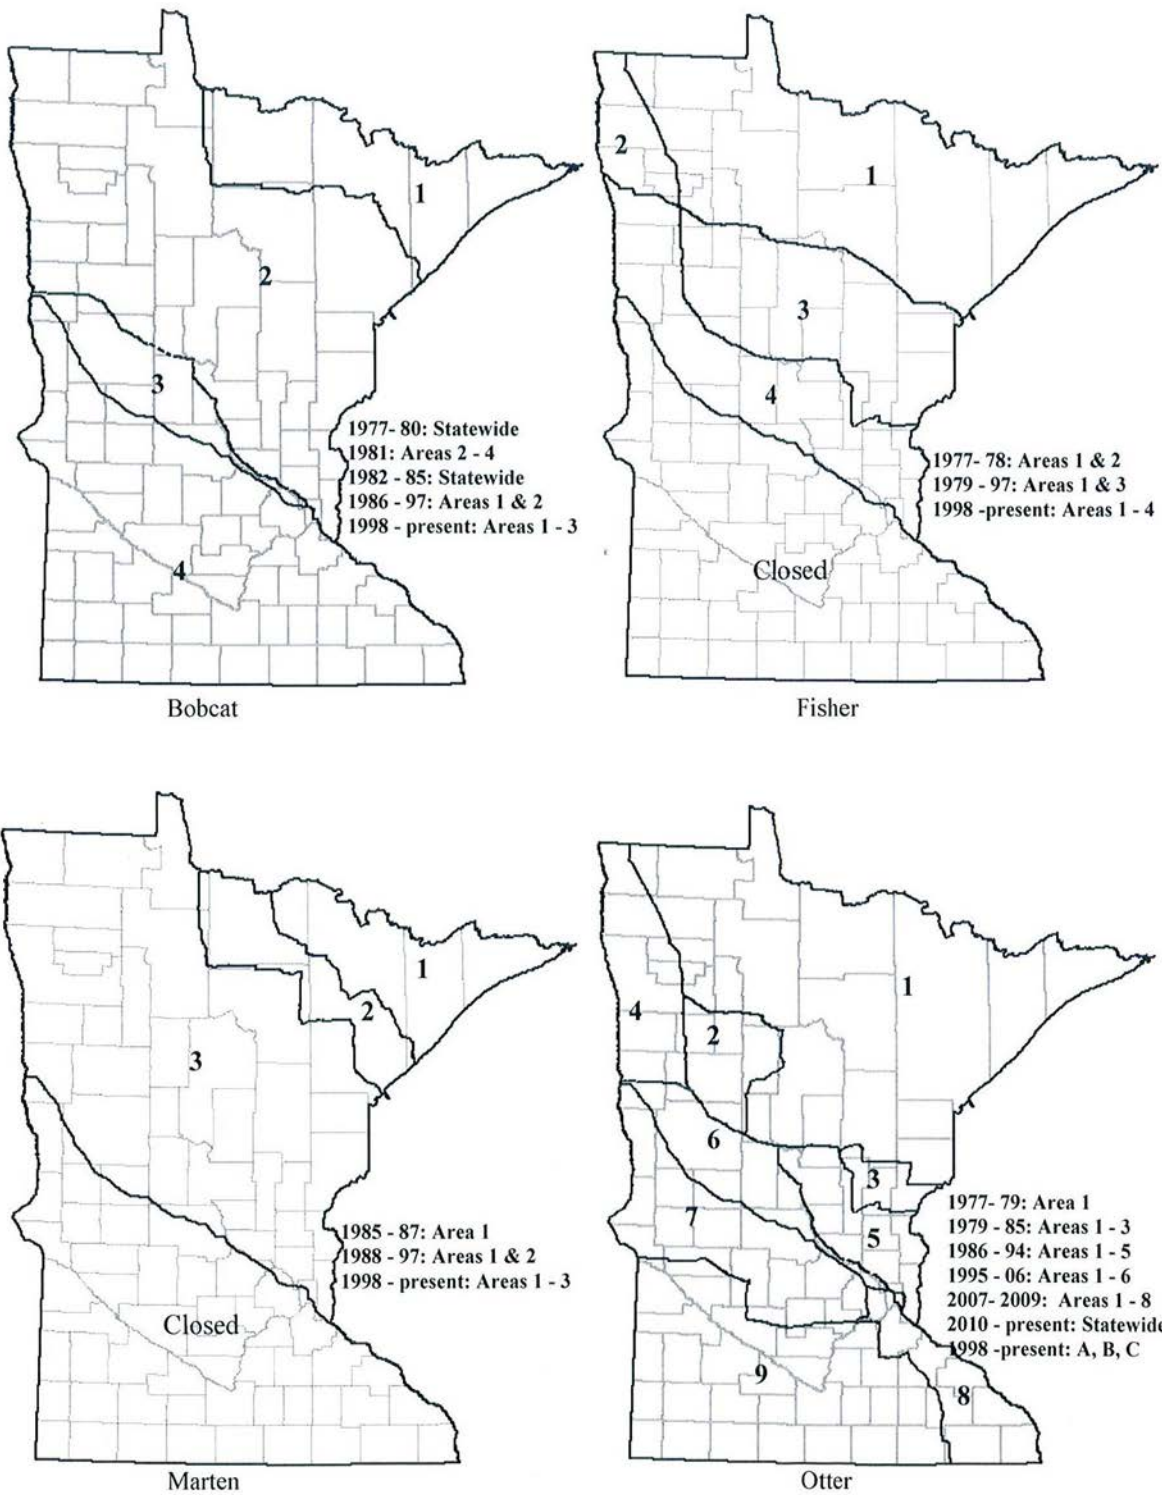 1
2
3
4
1977- 80: Statewide
1981: Areas 2 - 4
1982 - 85: Statewide
1986 - 97: Areas 1 & 2
1998 - present: Areas 1 - 3
Bobcat
2
1
3
4
1977- 78: Areas 1 & 2
1979 - 97: Areas 1 & 3
1998 -present: Areas 1 - 4
Closed
Fisher
1
2
3
1985 - 87: Area 1
1988 - 97: Areas 1 & 2
1998 - present: Areas 1 - 3
Closed
Marten
1
4
2
6
3
7
5
1977- 79: Area 1
1979 - 85: Areas 1 - 3
1986 - 94: Areas 1 - 5
1995 - 06: Areas 1 - 6
2007- 2009: Areas 1 - 8
2010 - present: Statewide
1998 -present: A, B, C
9
8
Otter